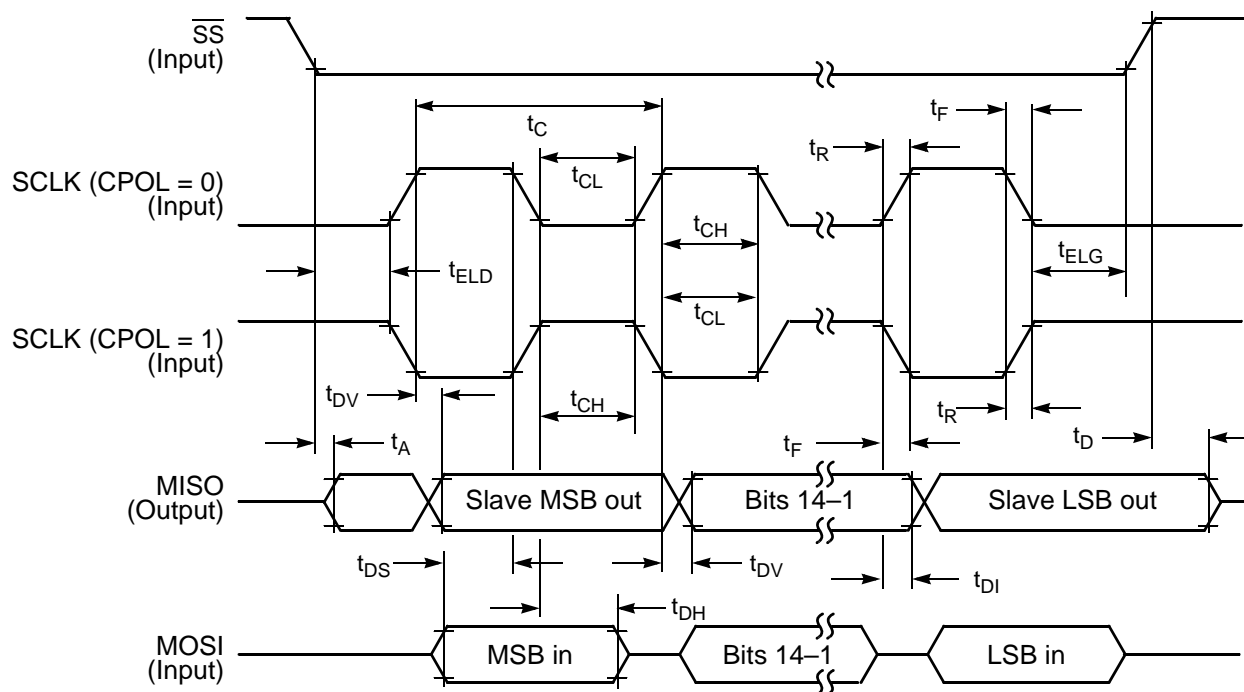 SS
(Input)
t_F
t_C
t_R
t_CL
SCLK (CPOL = 0)
(Input)
t_CH
t_ELG
t_ELD
t_CL
SCLK (CPOL = 1)
(Input)
t_DV
t_CH
t_R
t_A
t_F
t_D
MISO
(Output)
Slave MSB out
Bits 14–1
Slave LSB out
t_DS
t_DV
t_DI
t_DH
MOSI
(Input)
MSB in
Bits 14–1
LSB in